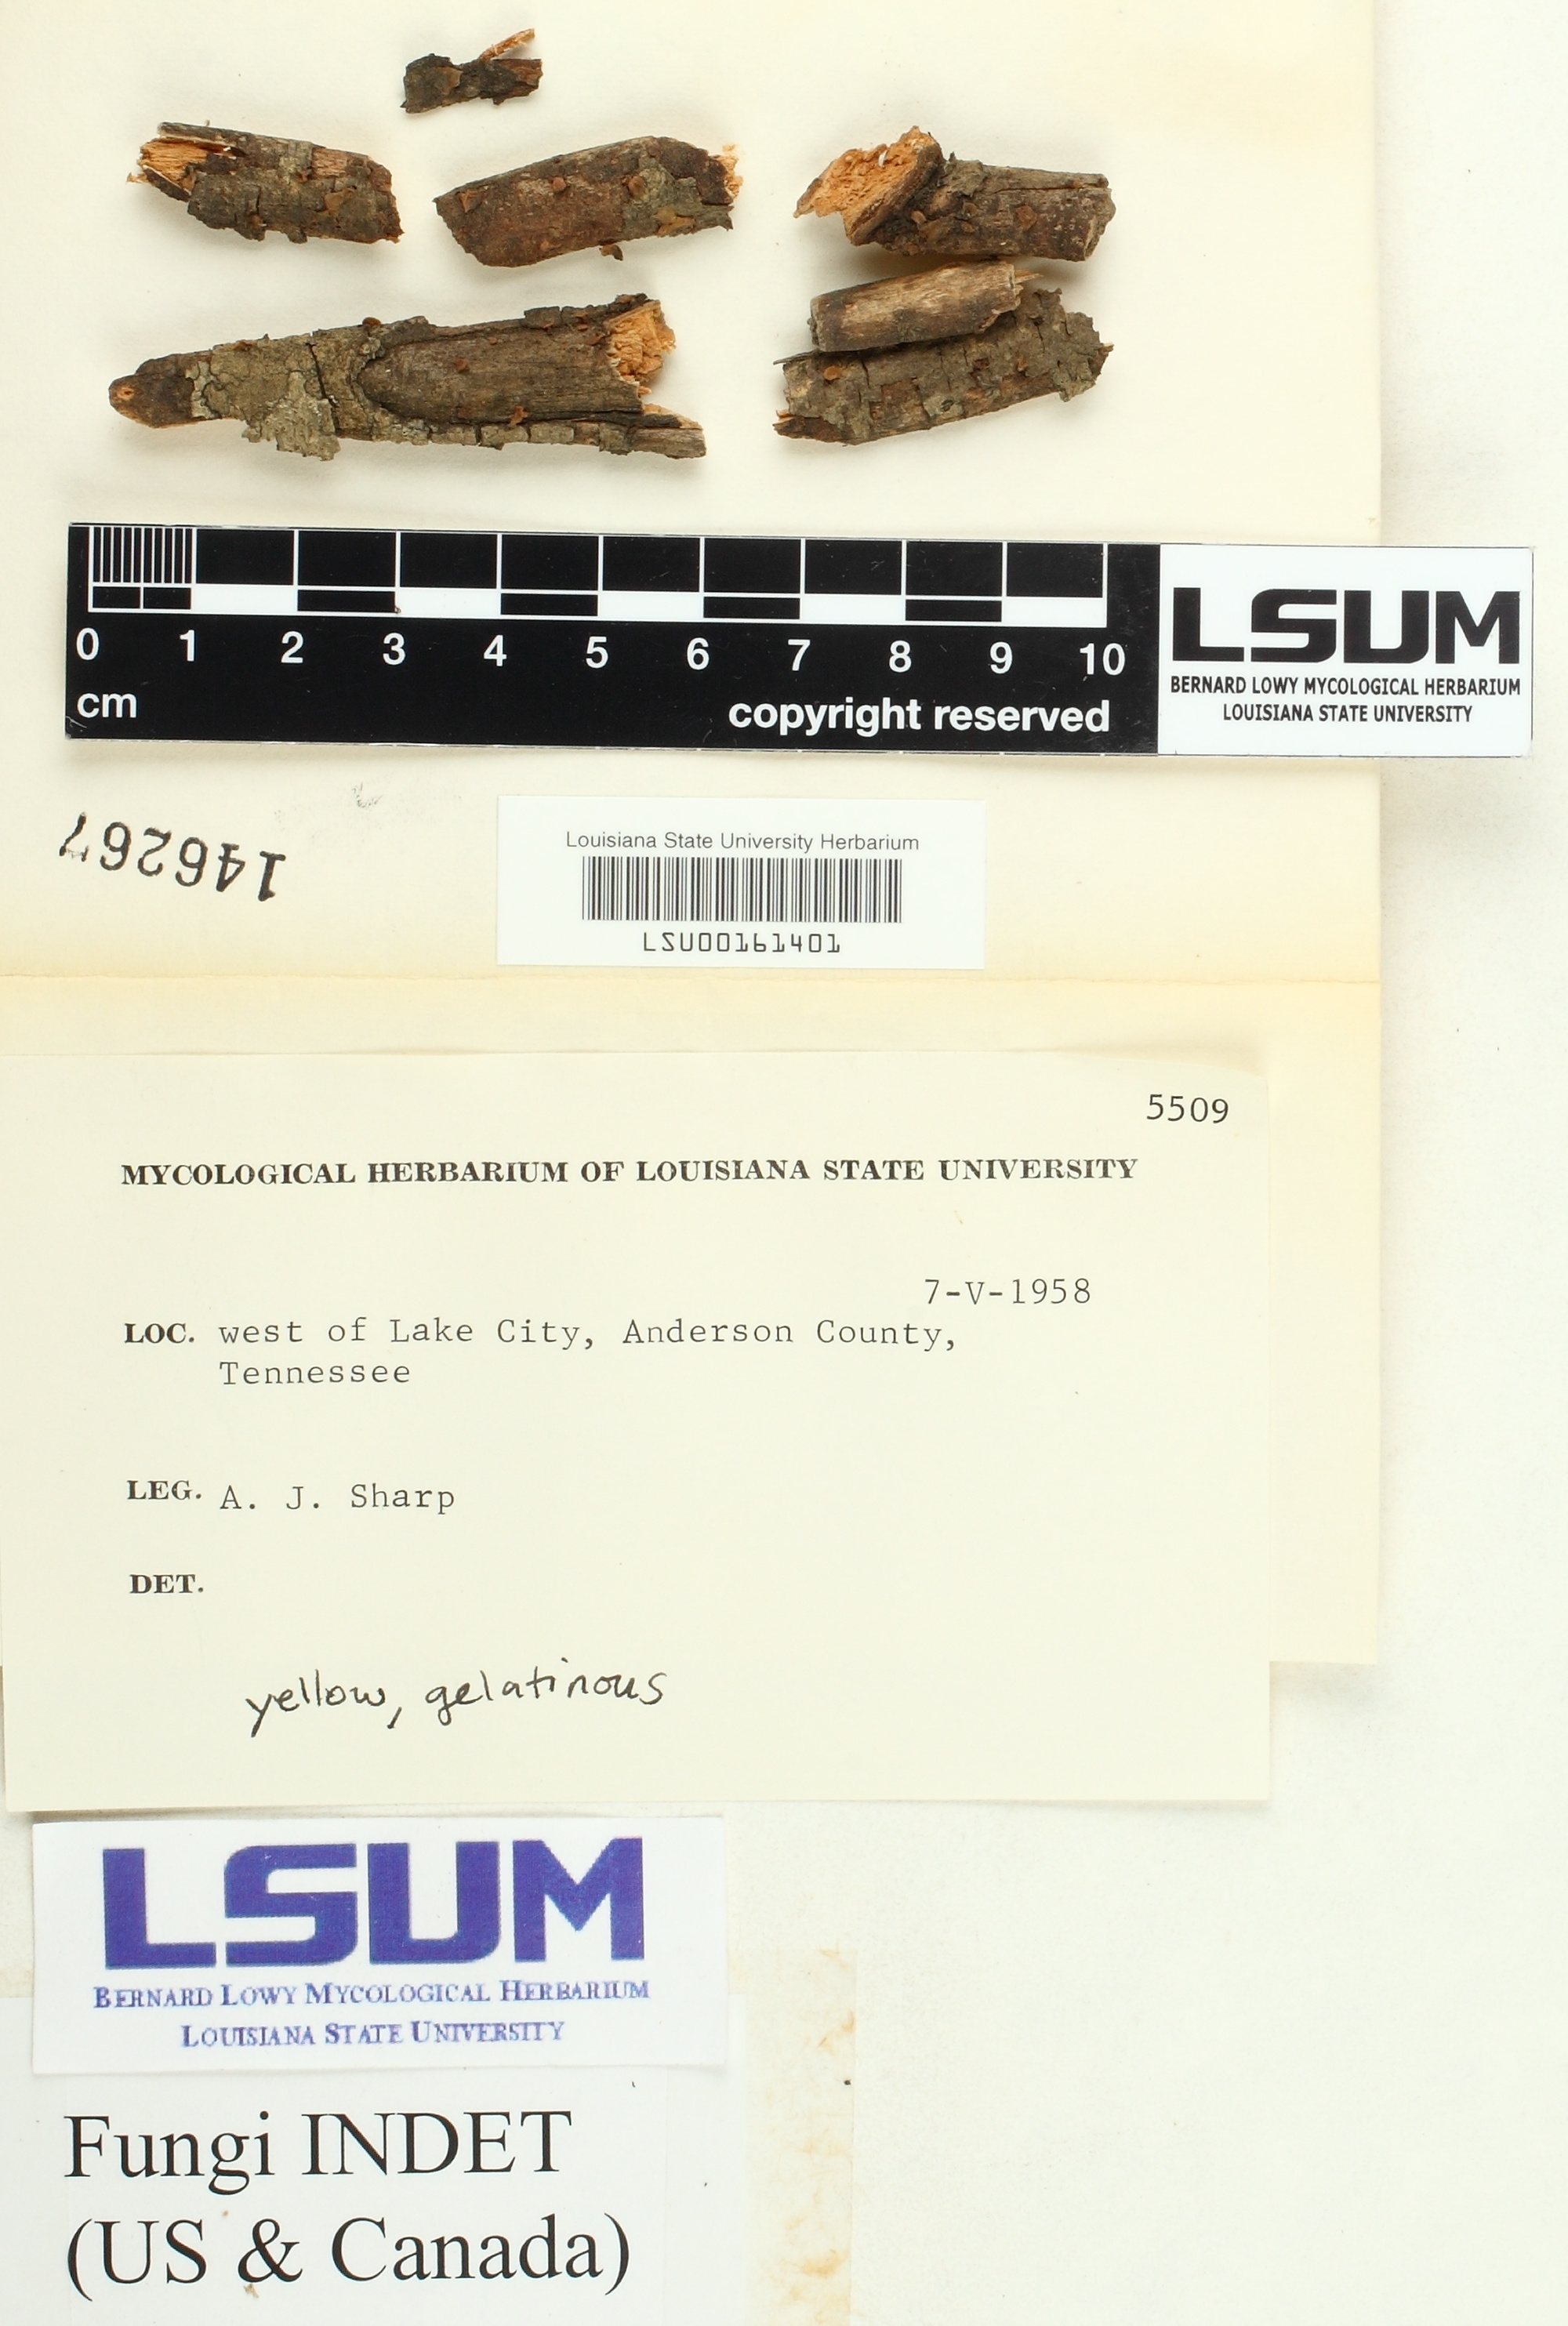 0 1 2 3 4 5 6 7 8 9 10
cm
copyright reserved
LSUM
BERNARD LOWY MYCOLOGICAL HERBARIUM
LOUISIANA STATE UNIVERSITY
146267
Louisiana State University Herbarium
LSU00161401
5509
MYCOLOGICAL HERBARIUM OF LOUISIANA STATE UNIVERSITY
7-V-1958
LOC. west of Lake City, Anderson County,
Tennessee
LEG. A. J. Sharp
DET.
yellow, gelatinous
LSUM
BERNARD LOWY MYCOLOGICAL HERBARIUM
LOUISIANA STATE UNIVERSITY
Fungi INDET
(US & Canada)